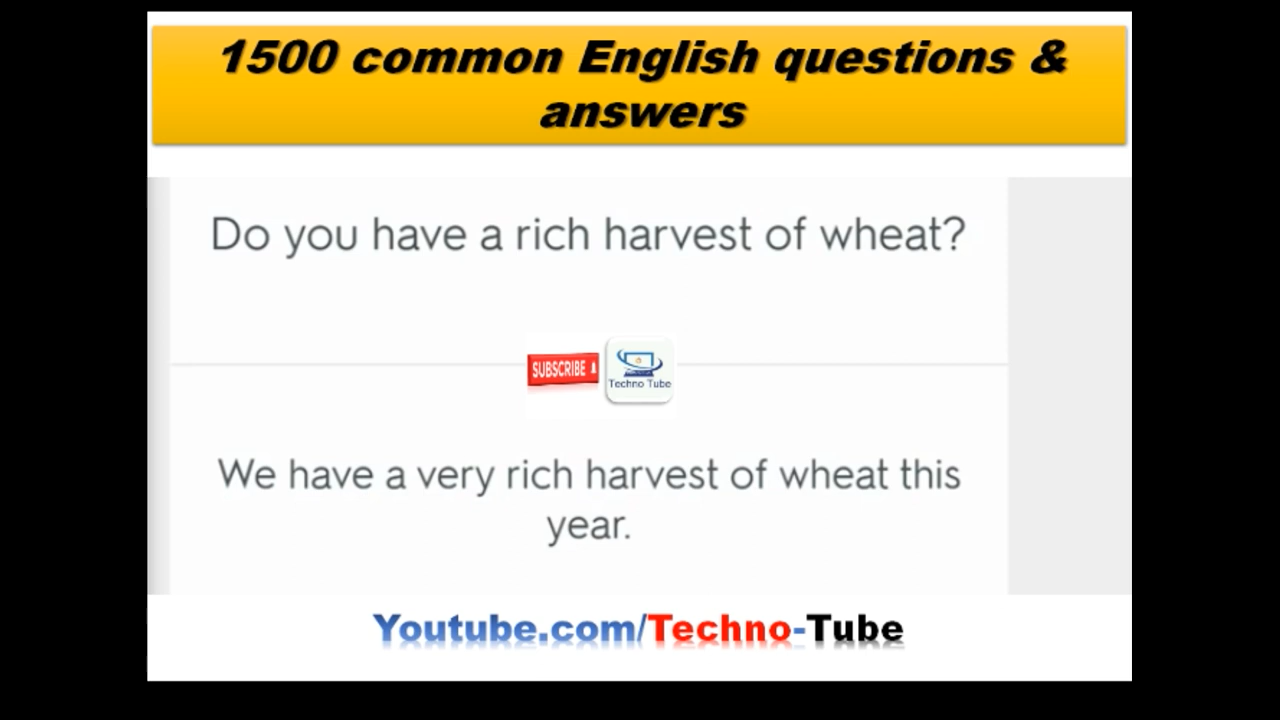 1500 common English questions &
answers
Do you have a rich harvest of wheat?
SUBSCRIBE
Techno Tube
We have a very rich harvest of wheat this
year.
Youtube.com/Techno-Tube